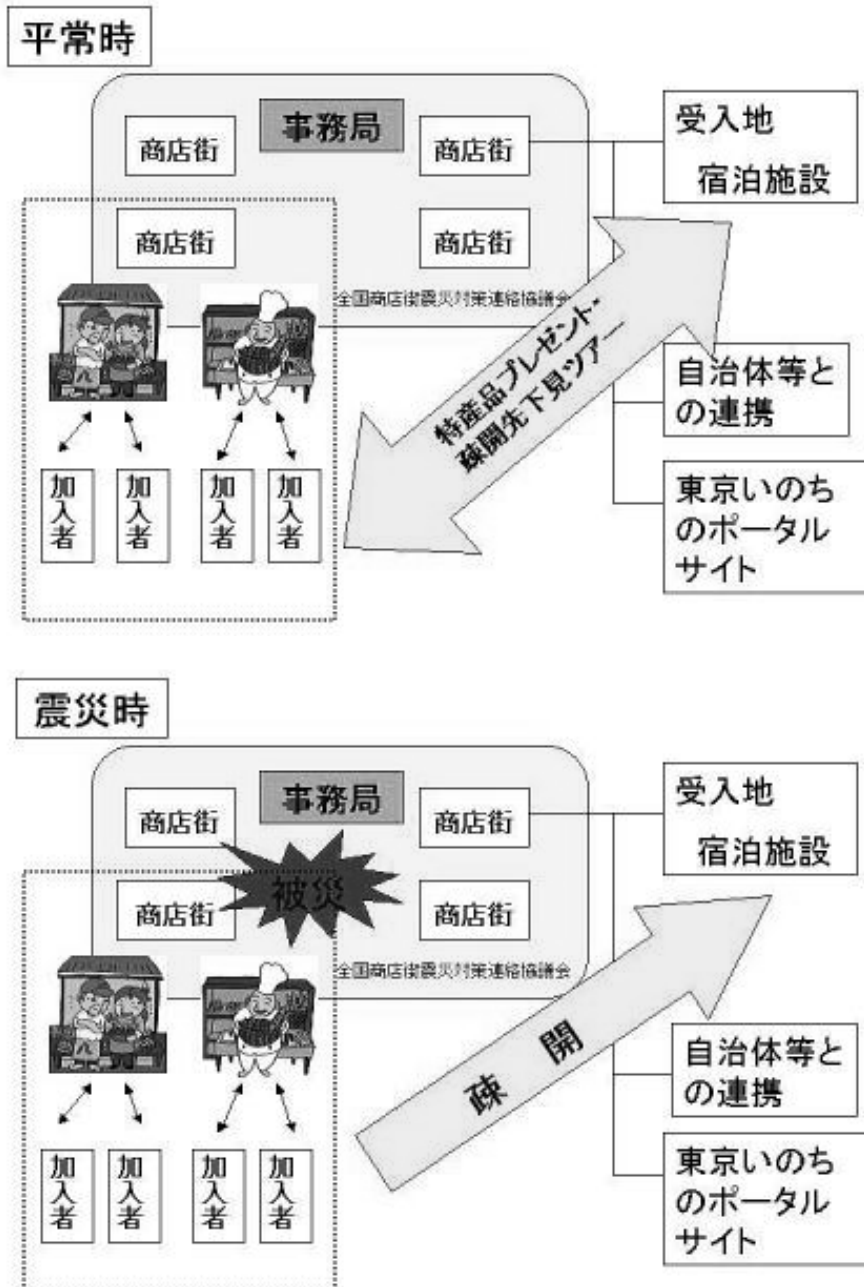 平常時
事務局
商店街
商店街
商店街
商店街
全国商店街震災対策連絡協議会
受入地
宿泊施設
特産品プレゼント・
疎開先下見ツアー
自治体等と
の連携
東京いのち
のポータル
サイト
加入者
加入者
加入者
加入者
震災時
事務局
商店街
商店街
被災
商店街
商店街
全国商店街震災対策連絡協議会
受入地
宿泊施設
疎開
自治体等と
の連携
東京いのち
のポータル
サイト
加入者
加入者
加入者
加入者